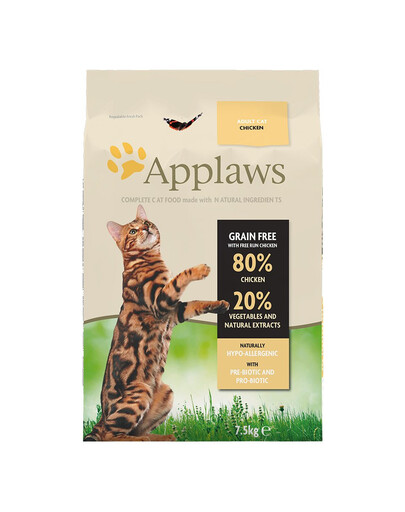 ADULT CAT
CHICKEN
Applaws
COMPLETE CAT FOOD made with NATURAL INGREDIENTS
GRAIN FREE
WITH FREE RUN CHICKEN
80%
CHICKEN
20%
VEGETABLES AND
NATURAL EXTRACTS
NATURALLY
HYPO-ALLERGENIC
WITH
PRE-BIOTIC AND
PRO-BIOTIC
7.5kg ℮